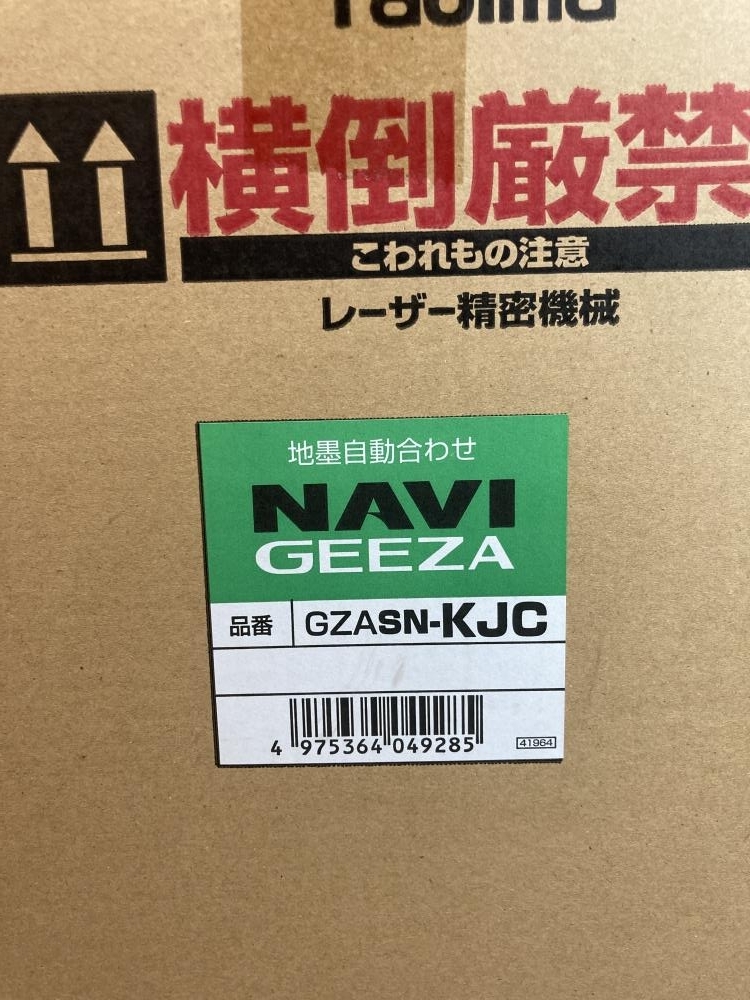 横倒厳禁
こわれもの注意
レーザー精密機械
地墨自動合わせ
NAVI
GEEZA
品番 GZASN-KJC
4 975364 049285
41964